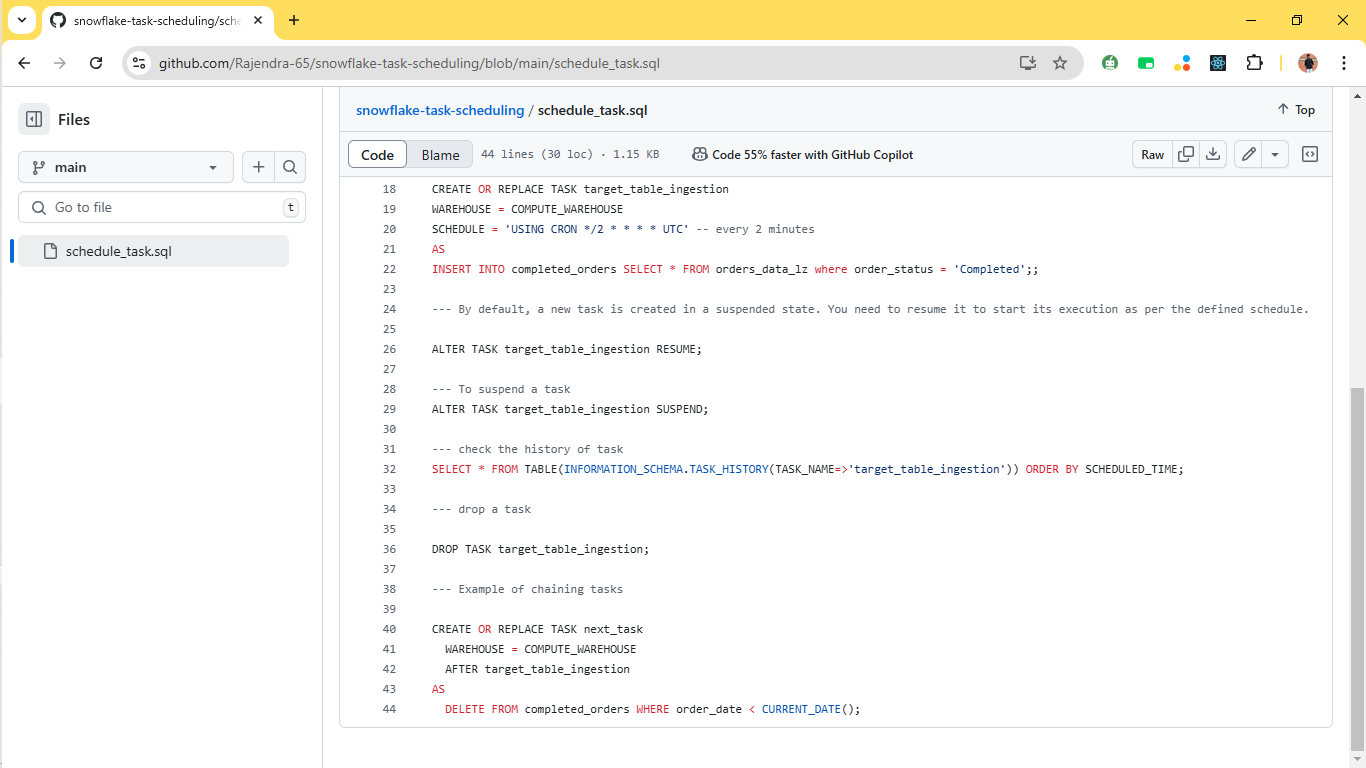 snowflake-task-scheduling/sche
github.com/Rajendra-65/snowflake-task-scheduling/blob/main/schedule_task.sql
Files
main
Go to file
t
schedule_task.sql
snowflake-task-scheduling / schedule_task.sql
Top
Code Blame 44 lines (30 loc) · 1.15 KB Code 55% faster with GitHub Copilot Raw
18 CREATE OR REPLACE TASK target_table_ingestion
19 WAREHOUSE = COMPUTE_WAREHOUSE
20 SCHEDULE = 'USING CRON */2 * * * * UTC' -- every 2 minutes
21 AS
22 INSERT INTO completed_orders SELECT * FROM orders_data_lz where order_status = 'Completed';;
23
24 --- By default, a new task is created in a suspended state. You need to resume it to start its execution as per the defined schedule.
25
26 ALTER TASK target_table_ingestion RESUME;
27
28 --- To suspend a task
29 ALTER TASK target_table_ingestion SUSPEND;
30
31 --- check the history of task
32 SELECT * FROM TABLE(INFORMATION_SCHEMA.TASK_HISTORY(TASK_NAME=>'target_table_ingestion')) ORDER BY SCHEDULED_TIME;
33
34 --- drop a task
35
36 DROP TASK target_table_ingestion;
37
38 --- Example of chaining tasks
39
40 CREATE OR REPLACE TASK next_task
41 WAREHOUSE = COMPUTE_WAREHOUSE
42 AFTER target_table_ingestion
43 AS
44 DELETE FROM completed_orders WHERE order_date < CURRENT_DATE();